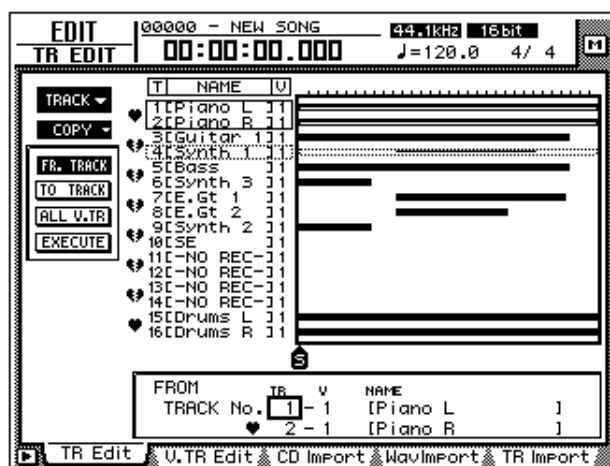 EDIT
TR EDIT
00000 - NEW SONG
00:00:00.000
44.1kHz 16bit
♩=120.0 4/ 4
M
TRACK
COPY
FR. TRACK
TO TRACK
ALL V.TR
EXECUTE
T NAME V
1[Piano L ]1
2[Piano R ]1
3[Guitar 1]1
4[Synth 1 ]1
5[Bass ]1
6[Synth 3 ]1
7[E.Gt 1 ]1
8[E.Gt 2 ]1
9[Synth 2 ]1
10[SE ]1
11[-NO REC-]1
12[-NO REC-]1
13[-NO REC-]1
14[-NO REC-]1
15[Drums L ]1
16[Drums R ]1
S
FROM TR V NAME
TRACK No. 1 - 1 [Piano L ]
♥ 2 - 1 [Piano R ]
TR Edit V.TR Edit CD Import WavImport TR Import